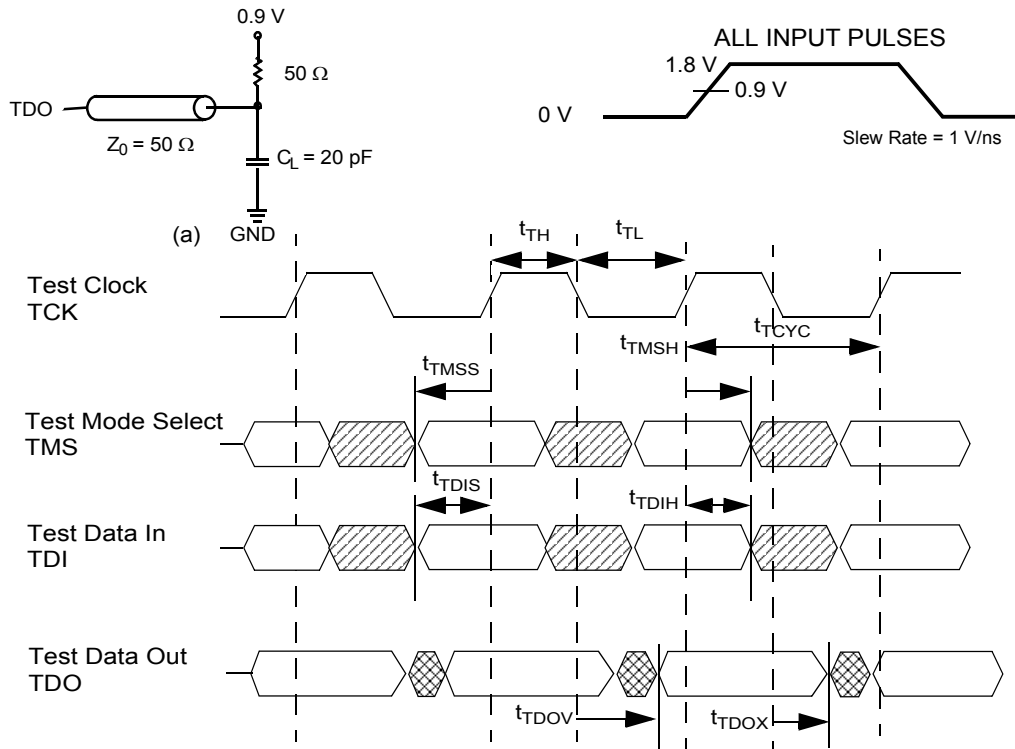 0.9 V
50 Ω
TDO
Z0 = 50 Ω
CL = 20 pF
(a)
GND
ALL INPUT PULSES
1.8 V
0.9 V
0 V
Slew Rate = 1 V/ns
tTH
tTL
Test Clock
TCK
tTMSH
tTCYC
tTMSS
Test Mode Select
TMS
tTDIS
tTDIH
Test Data In
TDI
Test Data Out
TDO
tTDOV
tTDOX